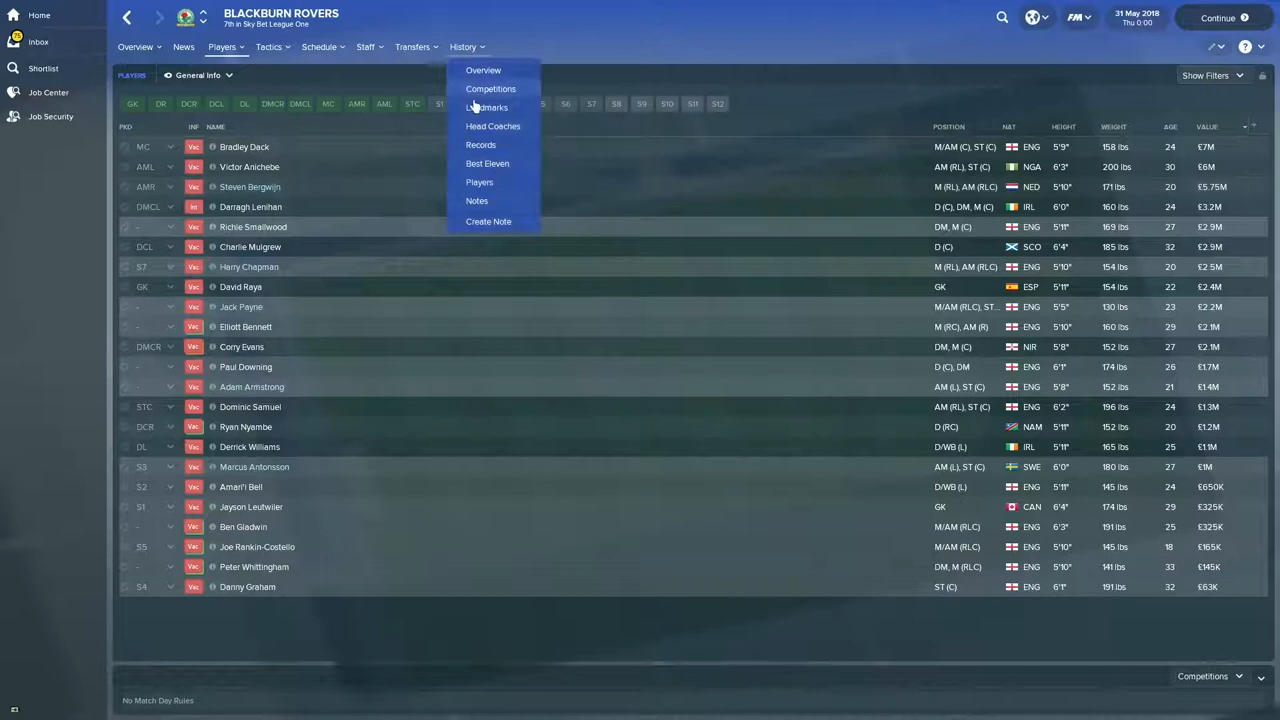 Home
75
Inbox
Shortlist
Job Center
Job Security
BLACKBURN ROVERS
7th in Sky Bet League One
FM
31 May 2018
Thu 0:00
Continue
Overview News Players Tactics Schedule Staff Transfers History
?
PLAYERS General Info Show Filters
Overview
Competitions
Head Coaches
Records
Best Eleven
Players
Notes
Create Note
GK DR DCR DCL DL DMCR DMCL MC AMR AML STC S1 S6 S7 S8 S9 S10 S11 S12
PKD INF NAME POSITION NAT HEIGHT WEIGHT AGE VALUE
MC Vac Bradley Dack M/AM (C), ST (C) ENG 5'9" 158 lbs 24 £7M
AML Vac Victor Anichebe AM (RL), ST (C) NGA 6'3" 200 lbs 30 £6M
AMR Vac Steven Bergwijn M (RL), AM (RLC) NED 5'10" 171 lbs 20 £5.75M
DMCL Int Darragh Lenihan D (C), DM, M (C) IRL 6'0" 160 lbs 24 £3.2M
- Vac Richie Smallwood DM, M (C) ENG 5'11" 169 lbs 27 £2.9M
DCL Vac Charlie Mulgrew D (C) SCO 6'4" 185 lbs 32 £2.9M
S7 Vac Harry Chapman M (RL), AM (RLC) ENG 5'10" 154 lbs 20 £2.5M
GK Vac David Raya GK ESP 5'11" 154 lbs 22 £2.4M
- Vac Jack Payne M/AM (RLC), ST... ENG 5'5" 130 lbs 23 £2.2M
- Vac Elliott Bennett M (RC), AM (R) ENG 5'10" 160 lbs 29 £2.1M
DMCR Vac Corry Evans DM, M (C) NIR 5'8" 152 lbs 27 £2.1M
- Vac Paul Downing D (C), DM ENG 6'1" 174 lbs 26 £1.7M
- Vac Adam Armstrong AM (L), ST (C) ENG 5'8" 152 lbs 21 £1.4M
STC Vac Dominic Samuel AM (RL), ST (C) ENG 6'2" 196 lbs 24 £1.3M
DCR Vac Ryan Nyambe D (RC) NAM 5'11" 152 lbs 20 £1.2M
DL Vac Derrick Williams D/WB (L) IRL 5'11" 165 lbs 25 £1.1M
S3 Vac Marcus Antonsson AM (L), ST (C) SWE 6'0" 180 lbs 27 £1M
S2 Vac Amari'i Bell D/WB (L) ENG 5'11" 145 lbs 24 £650K
S1 Vac Jayson Leutwiler GK CAN 6'4" 174 lbs 29 £325K
- Vac Ben Gladwin M/AM (RLC) ENG 6'3" 191 lbs 25 £325K
S5 Vac Joe Rankin-Costello M/AM (RLC) ENG 5'10" 145 lbs 18 £165K
- Vac Peter Whittingham DM, M (RLC) ENG 5'10" 141 lbs 33 £145K
S4 Vac Danny Graham ST (C) ENG 6'1" 191 lbs 32 £63K
Competitions
No Match Day Rules